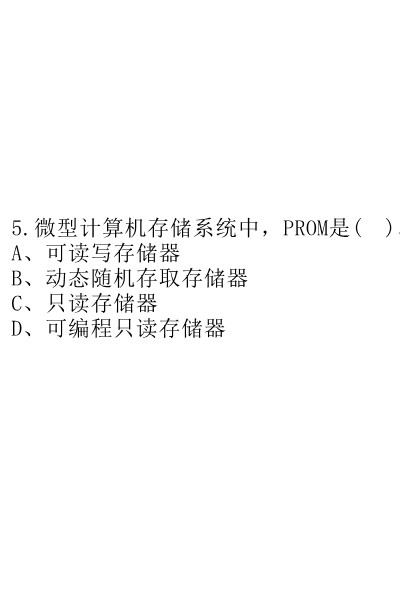 5.微型计算机存储系统中，PROM是(　)。
A、可读写存储器
B、动态随机存取存储器
C、只读存储器
D、可编程只读存储器